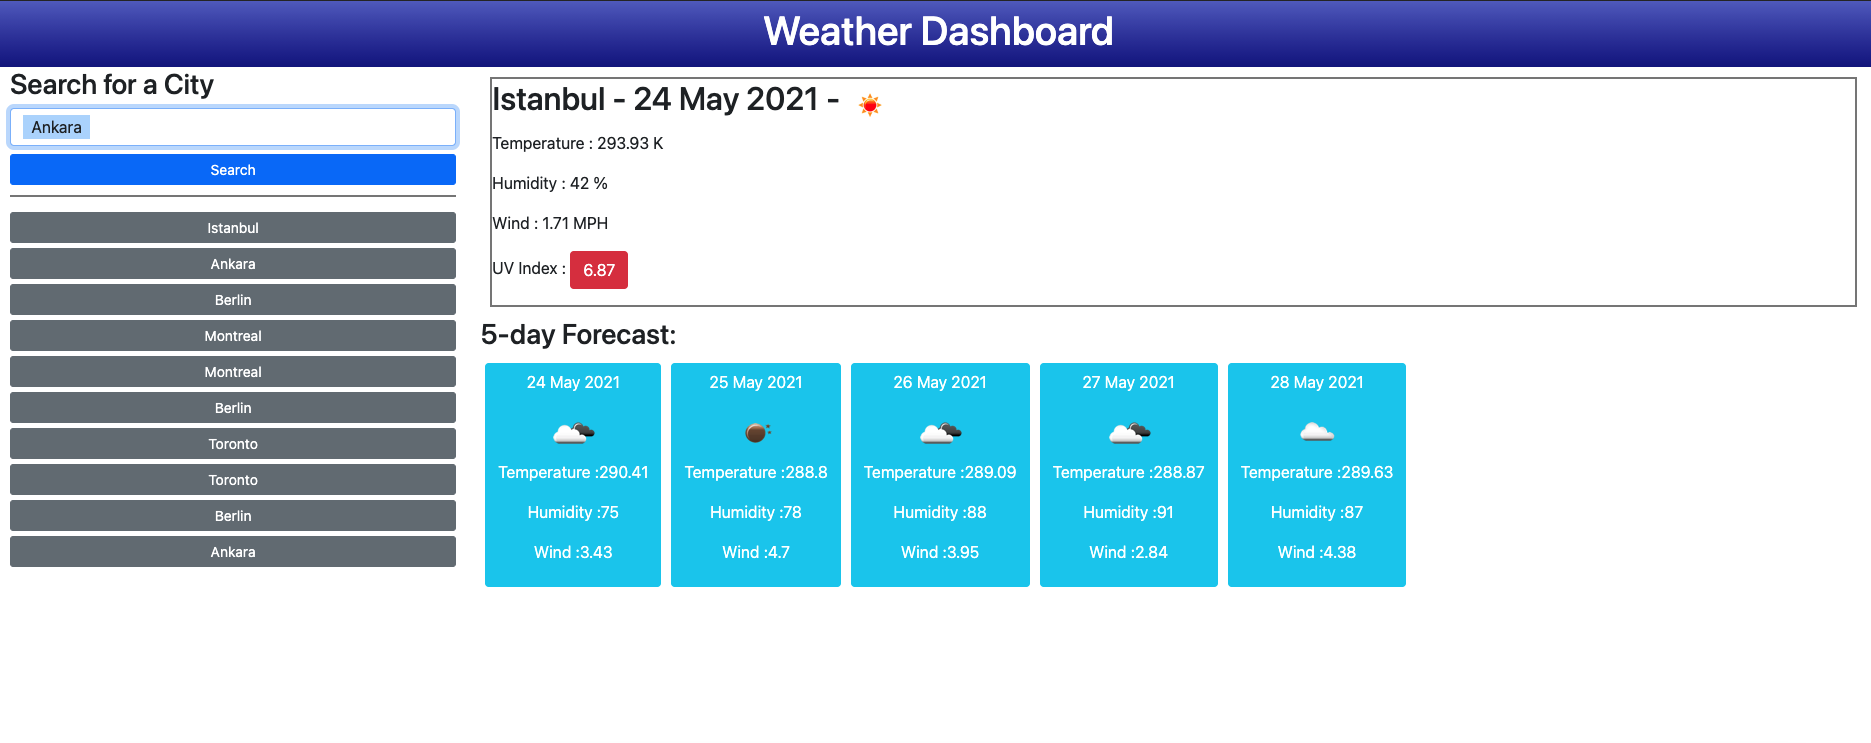 Weather Dashboard
Search for a City
Ankara
Search
Istanbul
Ankara
Berlin
Montreal
Montreal
Berlin
Toronto
Toronto
Berlin
Ankara
Istanbul - 24 May 2021 -
Temperature : 293.93 K
Humidity : 42 %
Wind : 1.71 MPH
UV Index : 6.87
5-day Forecast:
24 May 2021
Temperature :290.41
Humidity :75
Wind :3.43
25 May 2021
Temperature :288.8
Humidity :78
Wind :4.7
26 May 2021
Temperature :289.09
Humidity :88
Wind :3.95
27 May 2021
Temperature :288.87
Humidity :91
Wind :2.84
28 May 2021
Temperature :289.63
Humidity :87
Wind :4.38